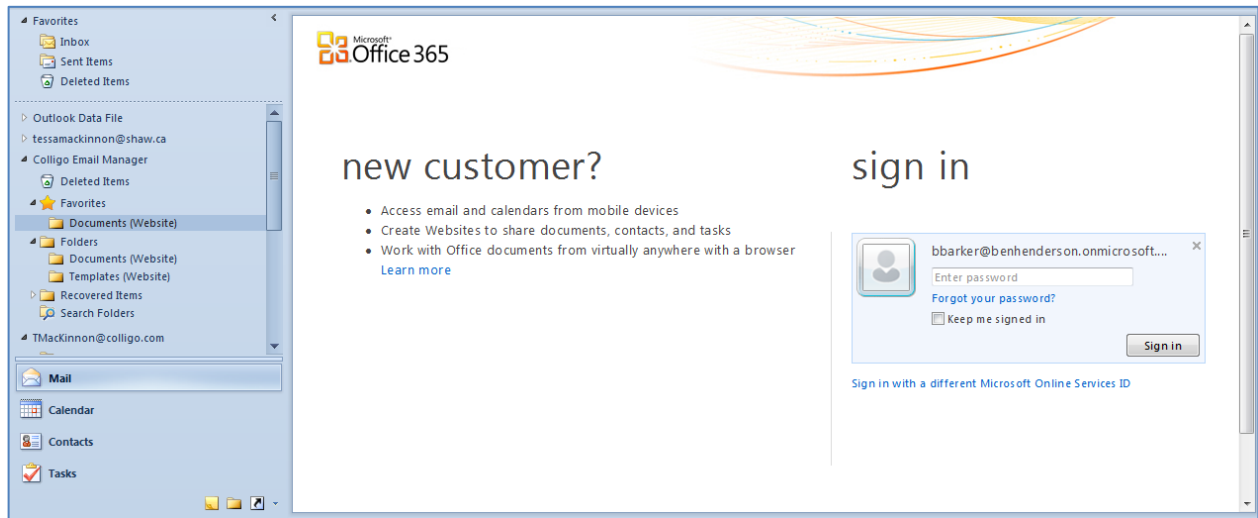 Favorites
Inbox
Sent Items
Deleted Items
Outlook Data File
tessamackinnon@shaw.ca
Colligo Email Manager
Deleted Items
Favorites
Documents (Website)
Folders
Documents (Website)
Templates (Website)
Recovered Items
Search Folders
TMacKinnon@colligo.com
Mail
Calendar
Contacts
Tasks
Microsoft
Office 365
new customer?
Access email and calendars from mobile devices
Create Websites to share documents, contacts, and tasks
Work with Office documents from virtually anywhere with a browser
Learn more
sign in
bbarker@benhenderson.onmicrosoft....
Enter password
Forgot your password?
Keep me signed in
Sign in
Sign in with a different Microsoft Online Services ID